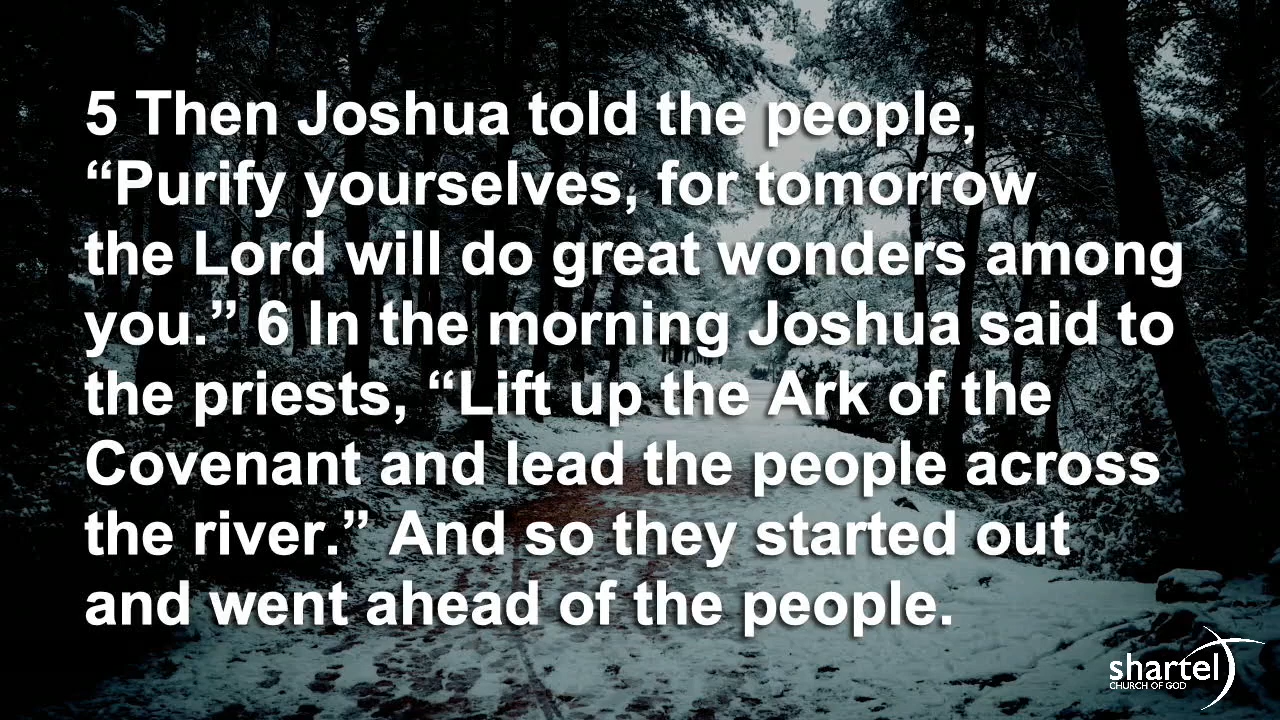 5 Then Joshua told the people,
“Purify yourselves, for tomorrow
the Lord will do great wonders among
you.” 6 In the morning Joshua said to
the priests, “Lift up the Ark of the
Covenant and lead the people across
the river.” And so they started out
and went ahead of the people.
shartel
CHURCH OF GOD